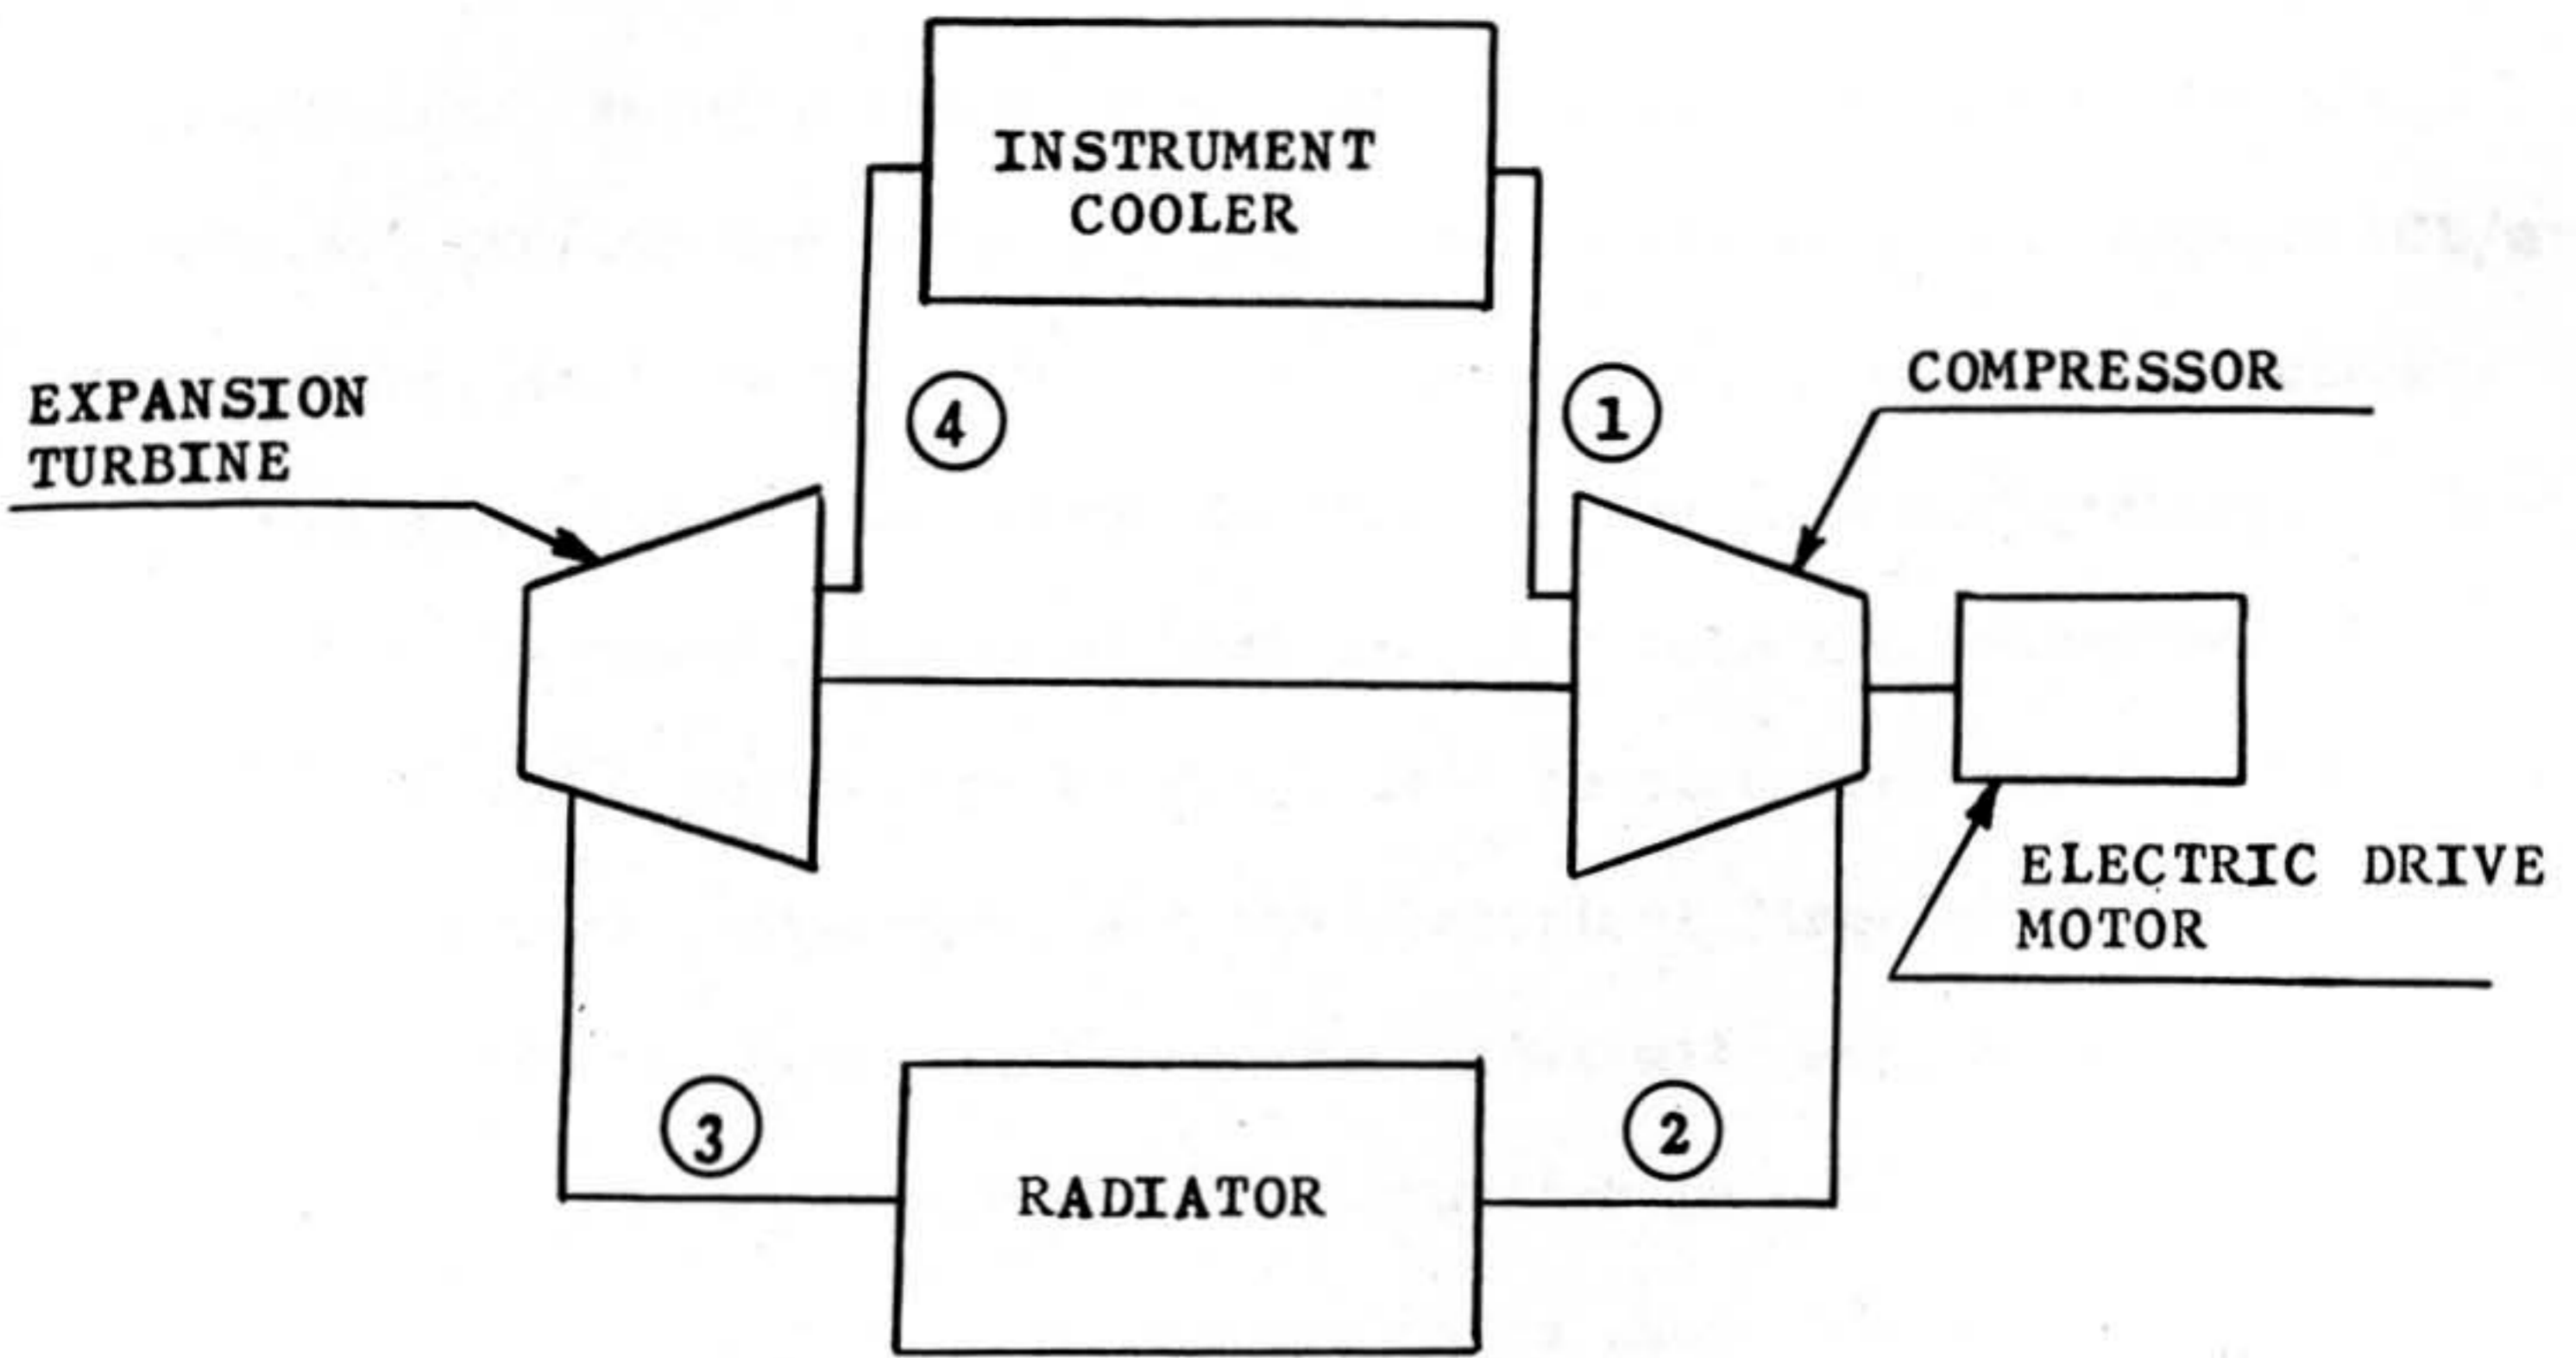 INSTRUMENT
COOLER
EXPANSION
TURBINE
4
1
COMPRESSOR
ELECTRIC DRIVE
MOTOR
3
2
RADIATOR